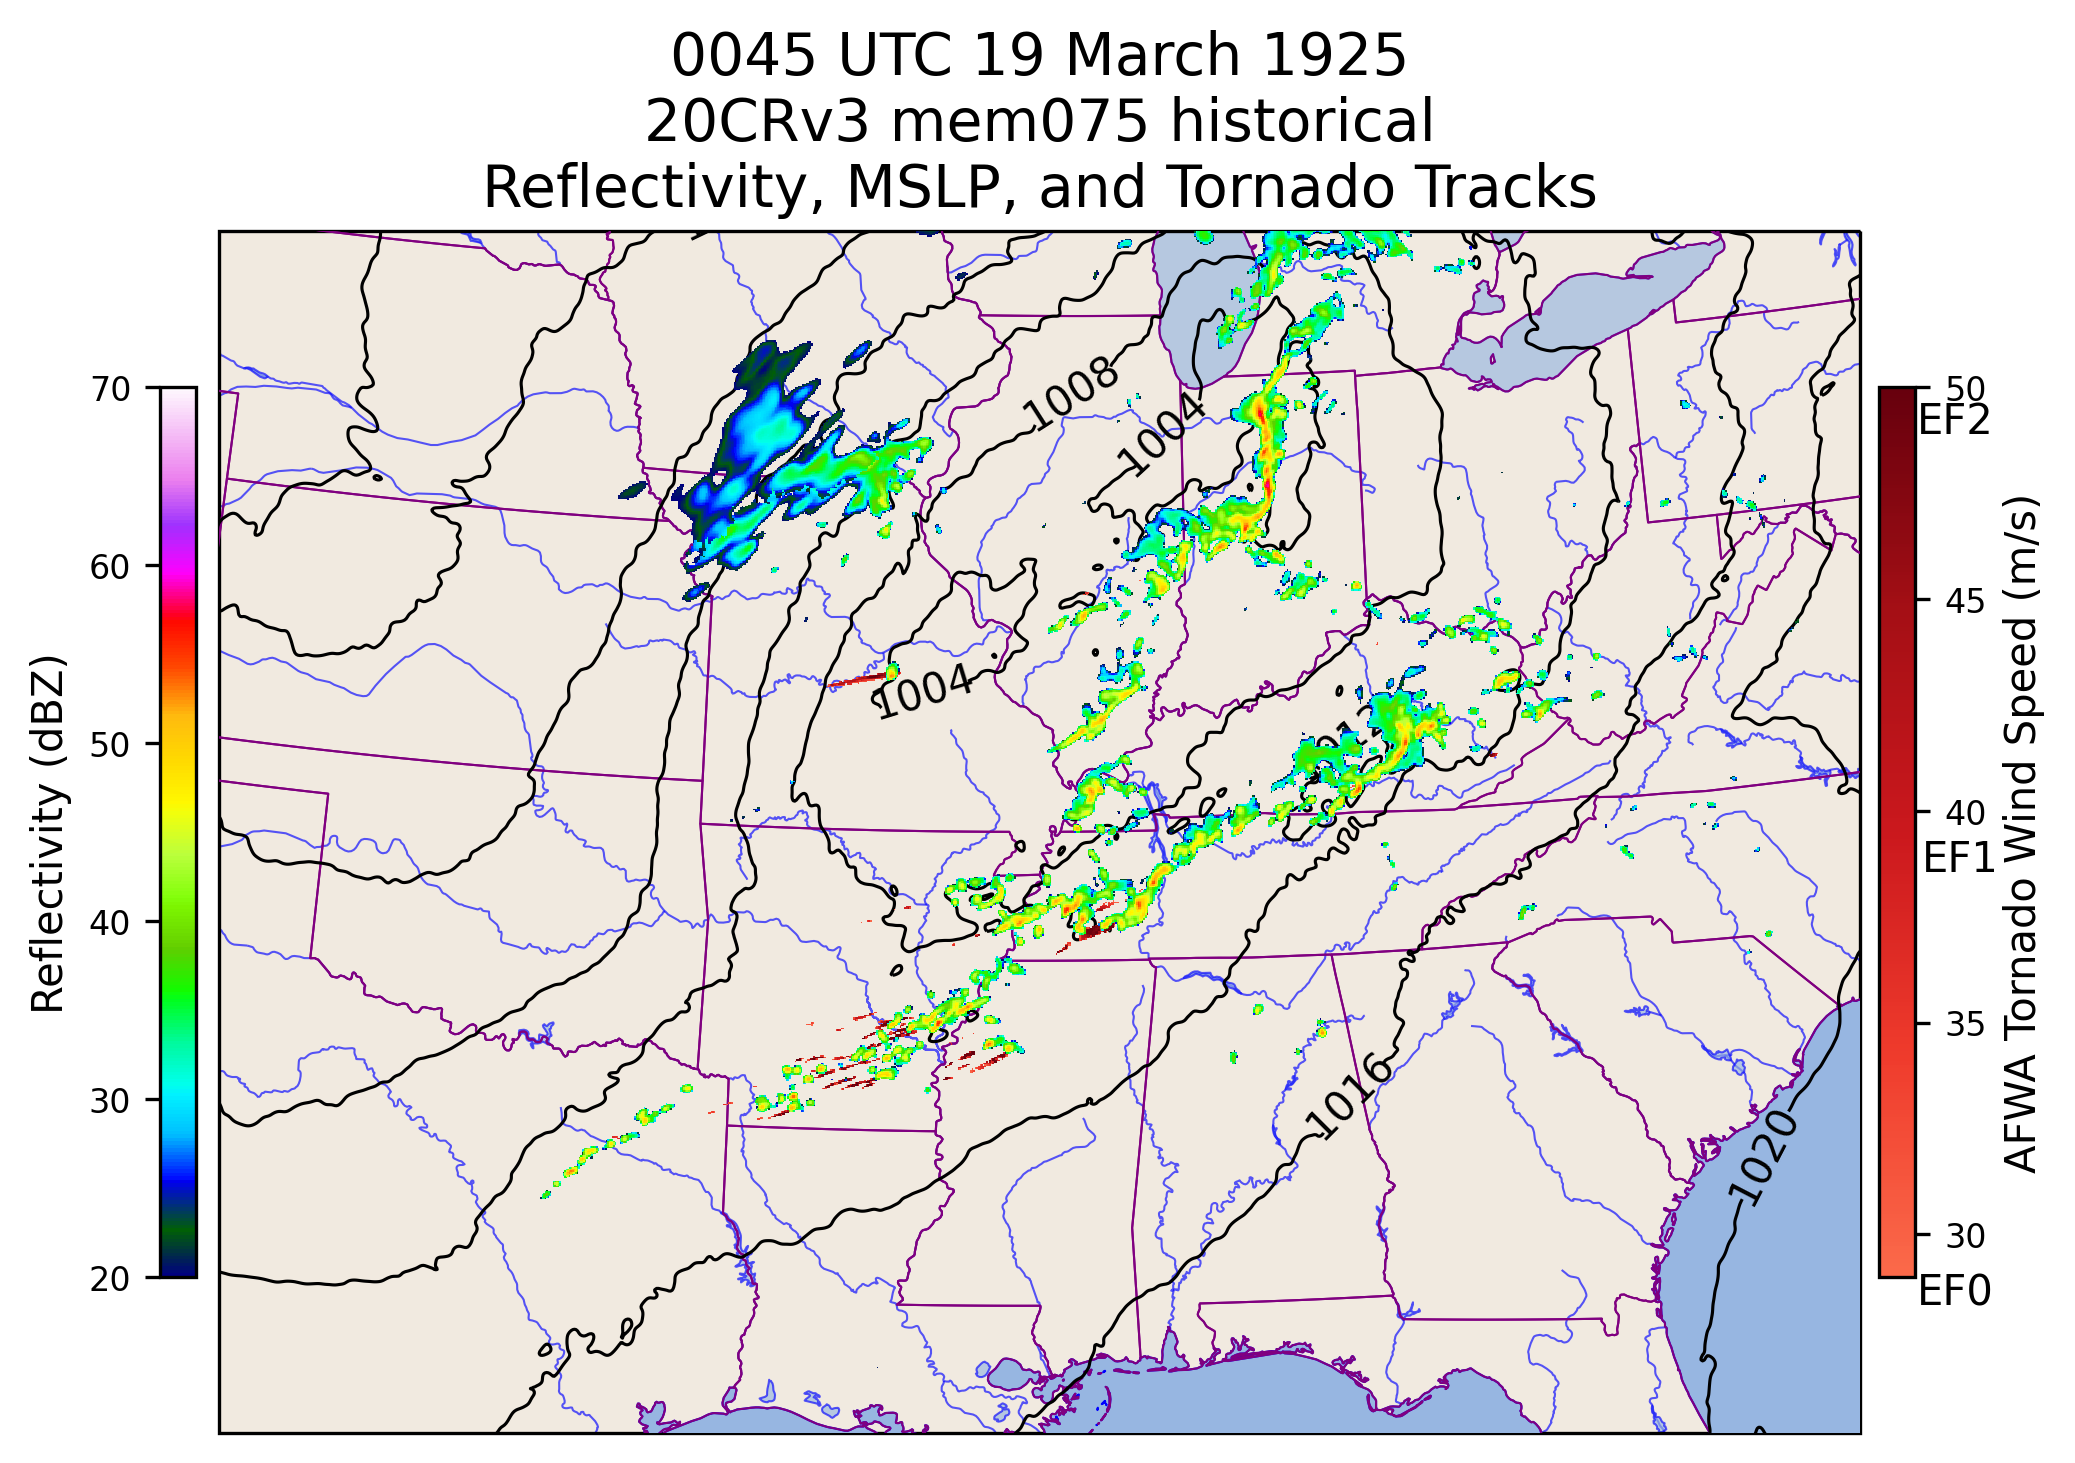 0045 UTC 19 March 1925
20CRv3 mem075 historical
Reflectivity, MSLP, and Tornado Tracks
70
60
50
40
30
20
Reflectivity (dBZ)
1008
1004
1004
1016
1020
50
EF2
45
40
EF1
35
30
EF0
AFWA Tornado Wind Speed (m/s)